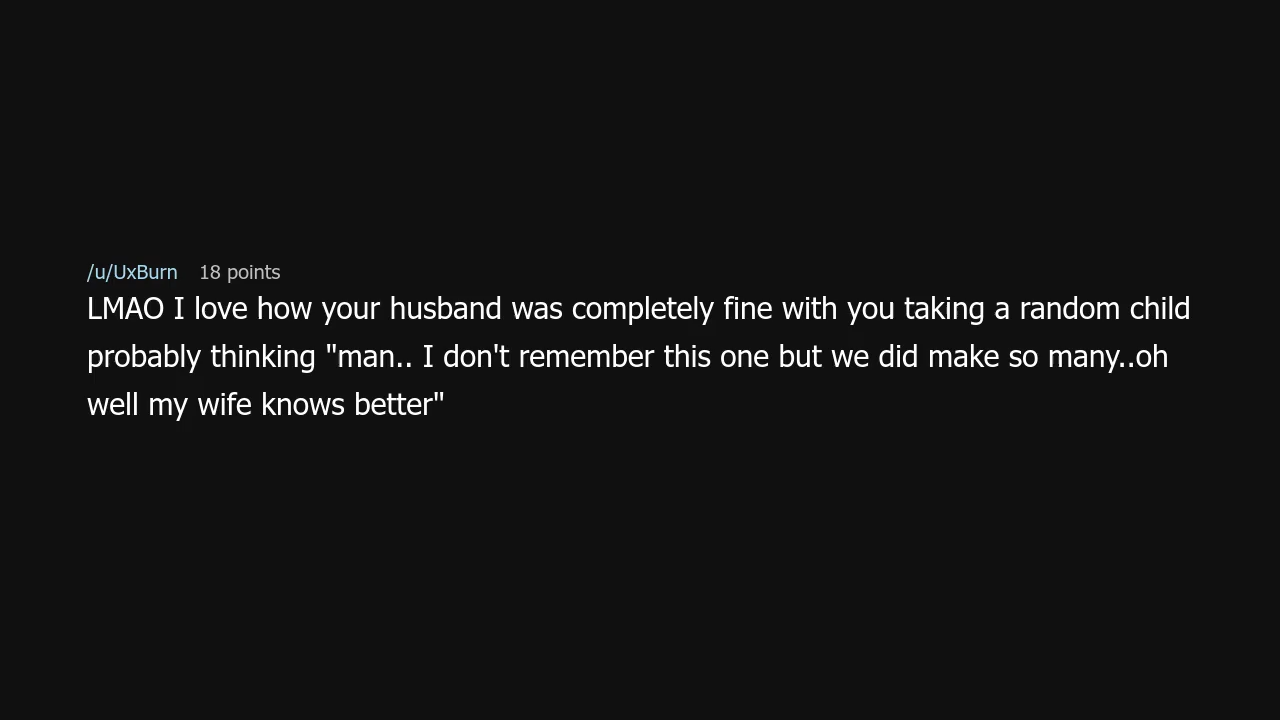 /u/UxBurn 18 points
LMAO I love how your husband was completely fine with you taking a random child
probably thinking "man.. I don't remember this one but we did make so many..oh
well my wife knows better"